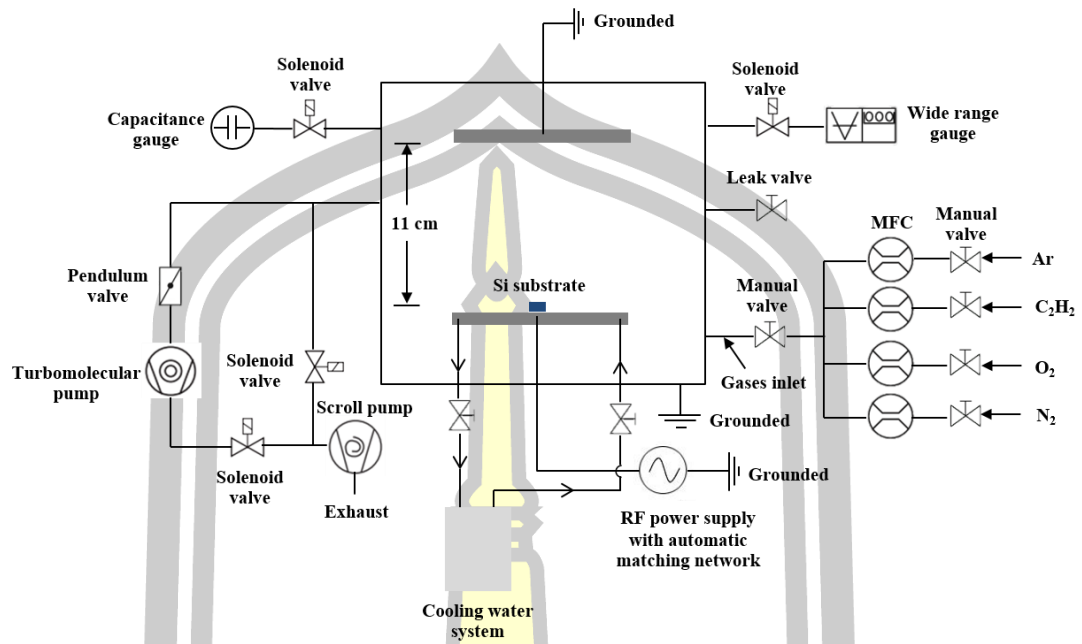 Grounded
Solenoid
valve
Capacitance
gauge
Solenoid
valve
Wide range
gauge
Leak valve
11 cm
MFC
Manual
valve
Ar
Pendulum
valve
Si substrate
Manual
valve
C₂H₂
Turbomolecular
pump
Solenoid
valve
Gases inlet
O₂
Scroll pump
Grounded
N₂
Solenoid
valve
Exhaust
Grounded
RF power supply
with automatic
matching network
Cooling water
system